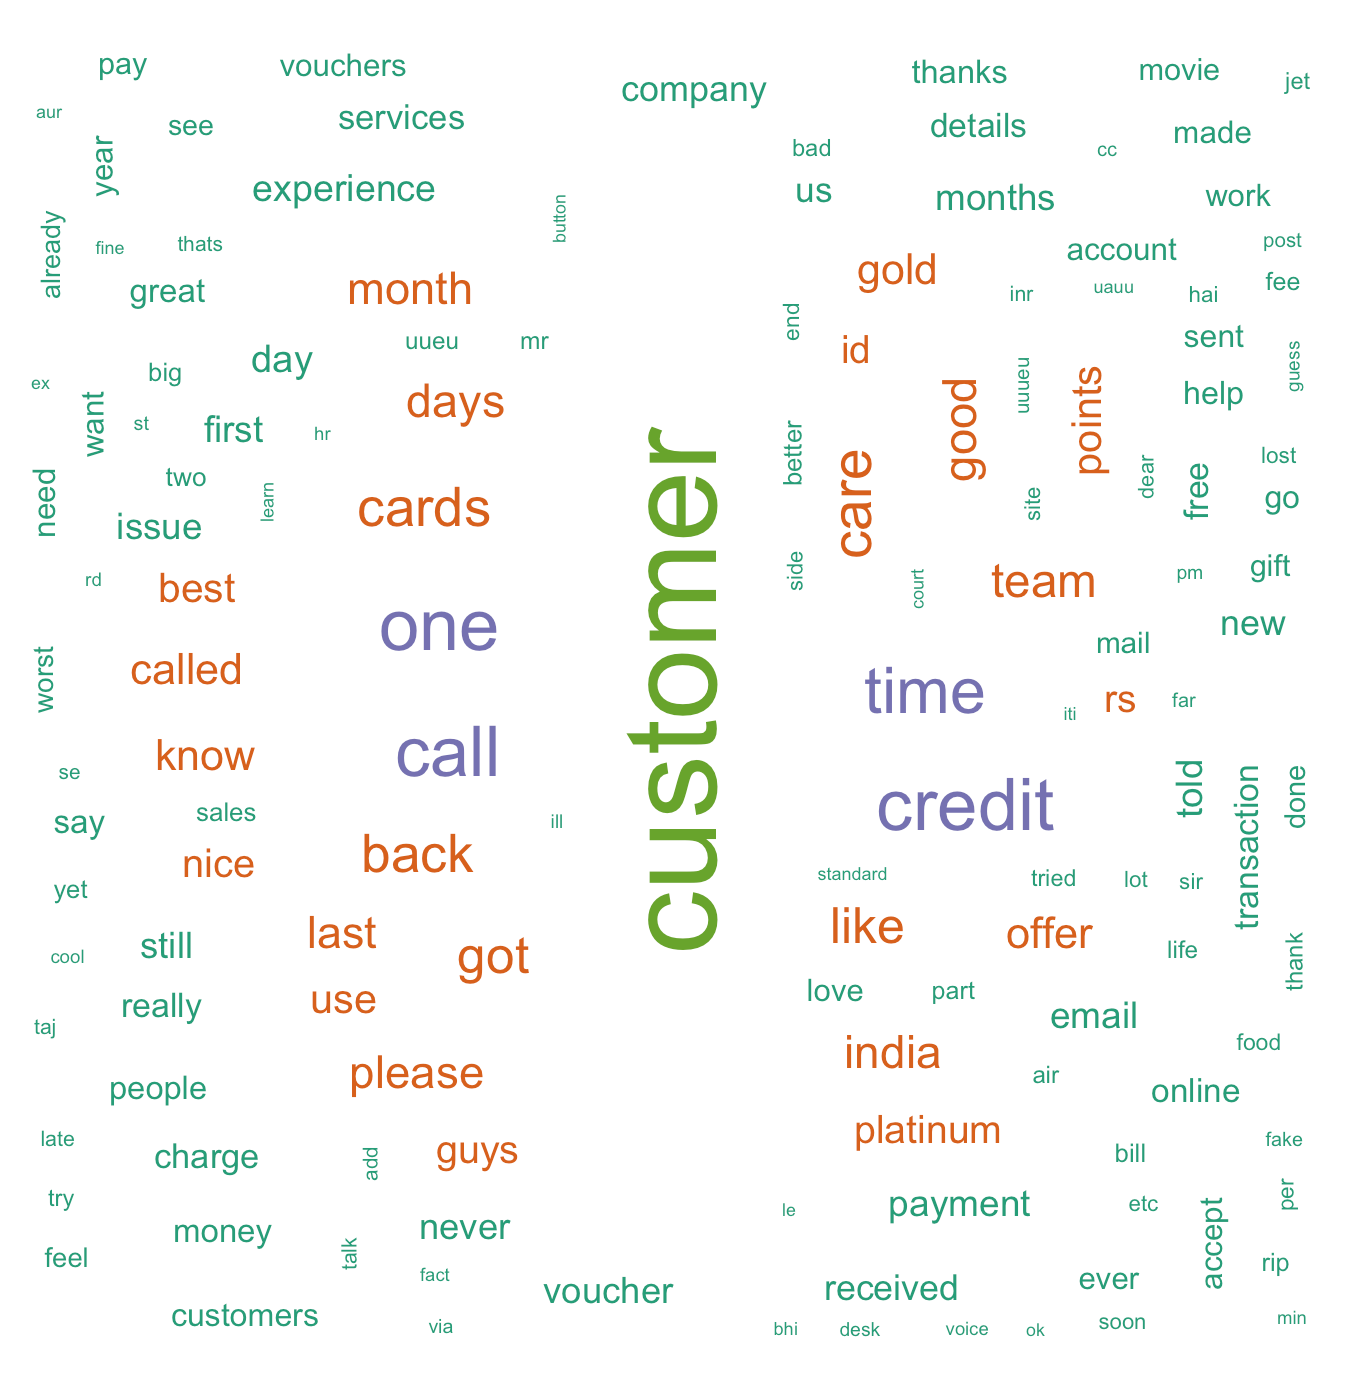 pay
vouchers
company
thanks
movie
jet
aur
see
services
details
made
bad
cc
year
experience
us
months
work
already
fine
thats
button
account
post
great
month
gold
inr
uauu
hai
fee
end
uueu
mr
id
sent
guess
day
big
ex
want
st
first
hr
days
good
uuueu
points
help
better
care
dear
lost
need
two
learn
cards
site
free
go
issue
rd
best
side
court
team
pm
gift
customer
one
new
mail
worst
called
time
iti
rs
far
know
call
se
told
transaction
done
say
sales
ill
credit
nice
back
standard
tried
lot
sir
yet
last
like
offer
still
got
life
thank
cool
really
use
love
part
email
taj
food
people
please
india
air
online
late
charge
add
guys
platinum
bill
fake
try
le
payment
etc
accept
per
money
never
feel
talk
fact
voucher
received
ever
rip
customers
via
bhi
desk
voice
ok
soon
min